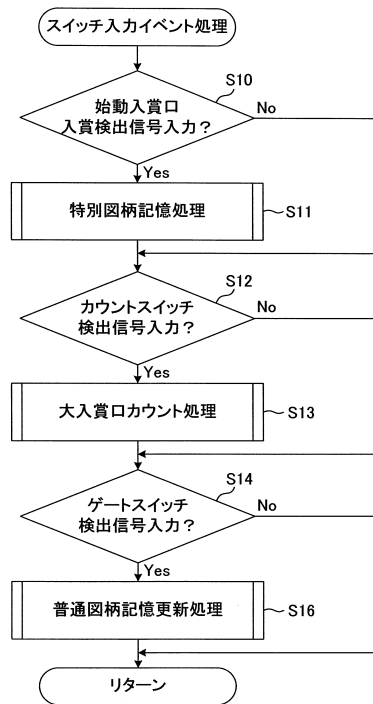 スイッチ入力イベント処理
S10
始動入賞口
入賞検出信号入力？
No
Yes
特別図柄記憶処理
S11
S12
カウントスイッチ
検出信号入力？
No
Yes
大入賞口カウント処理
S13
S14
ゲートスイッチ
検出信号入力？
No
Yes
普通図柄記憶更新処理
S16
リターン